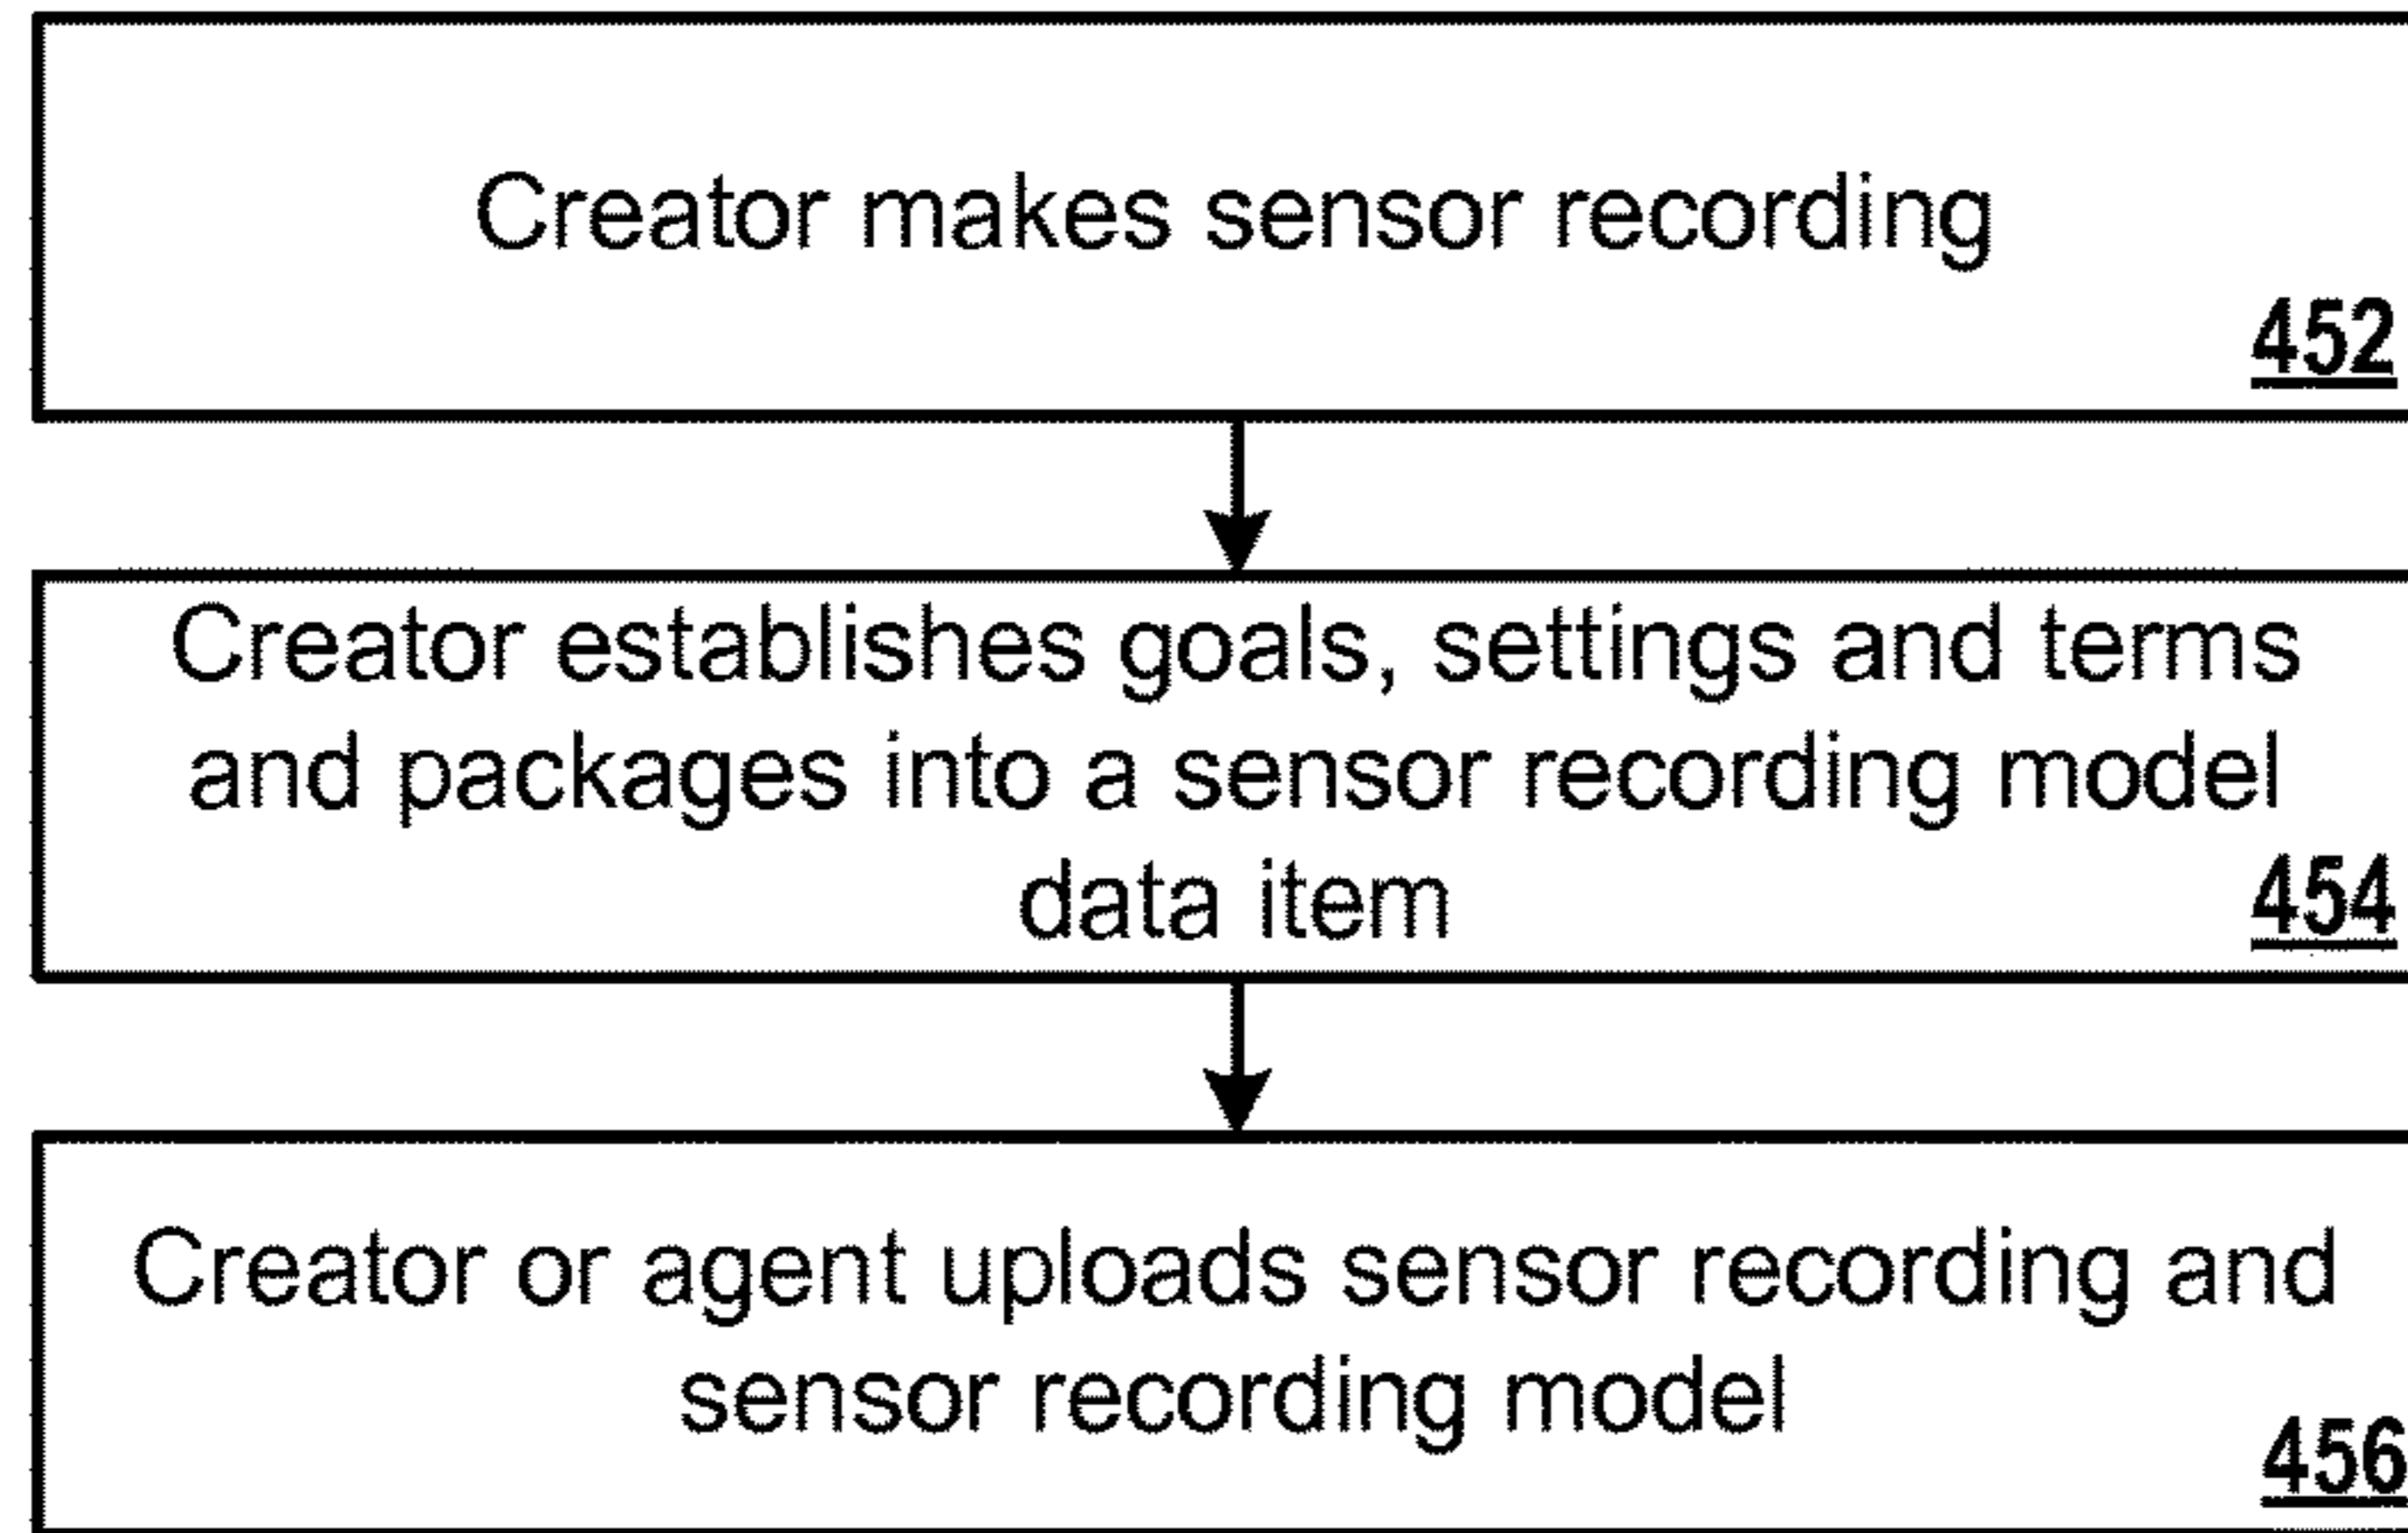 Creator makes sensor recording
452
Creator establishes goals, settings and terms
and packages into a sensor recording model
data item
454
Creator or agent uploads sensor recording and
sensor recording model
456